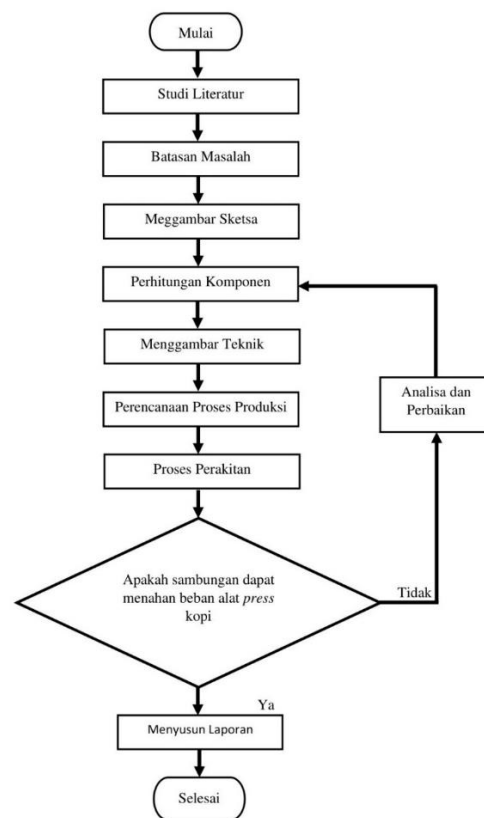 Mulai
Studi Literatur
Batasan Masalah
Meggambar Sketsa
Perhitungan Komponen
Menggambar Teknik
Perencanaan Proses Produksi
Proses Perakitan
Analisa dan
Perbaikan
Apakah sambungan dapat
menahan beban alat press
kopi
Tidak
Ya
Menyusun Laporan
Selesai